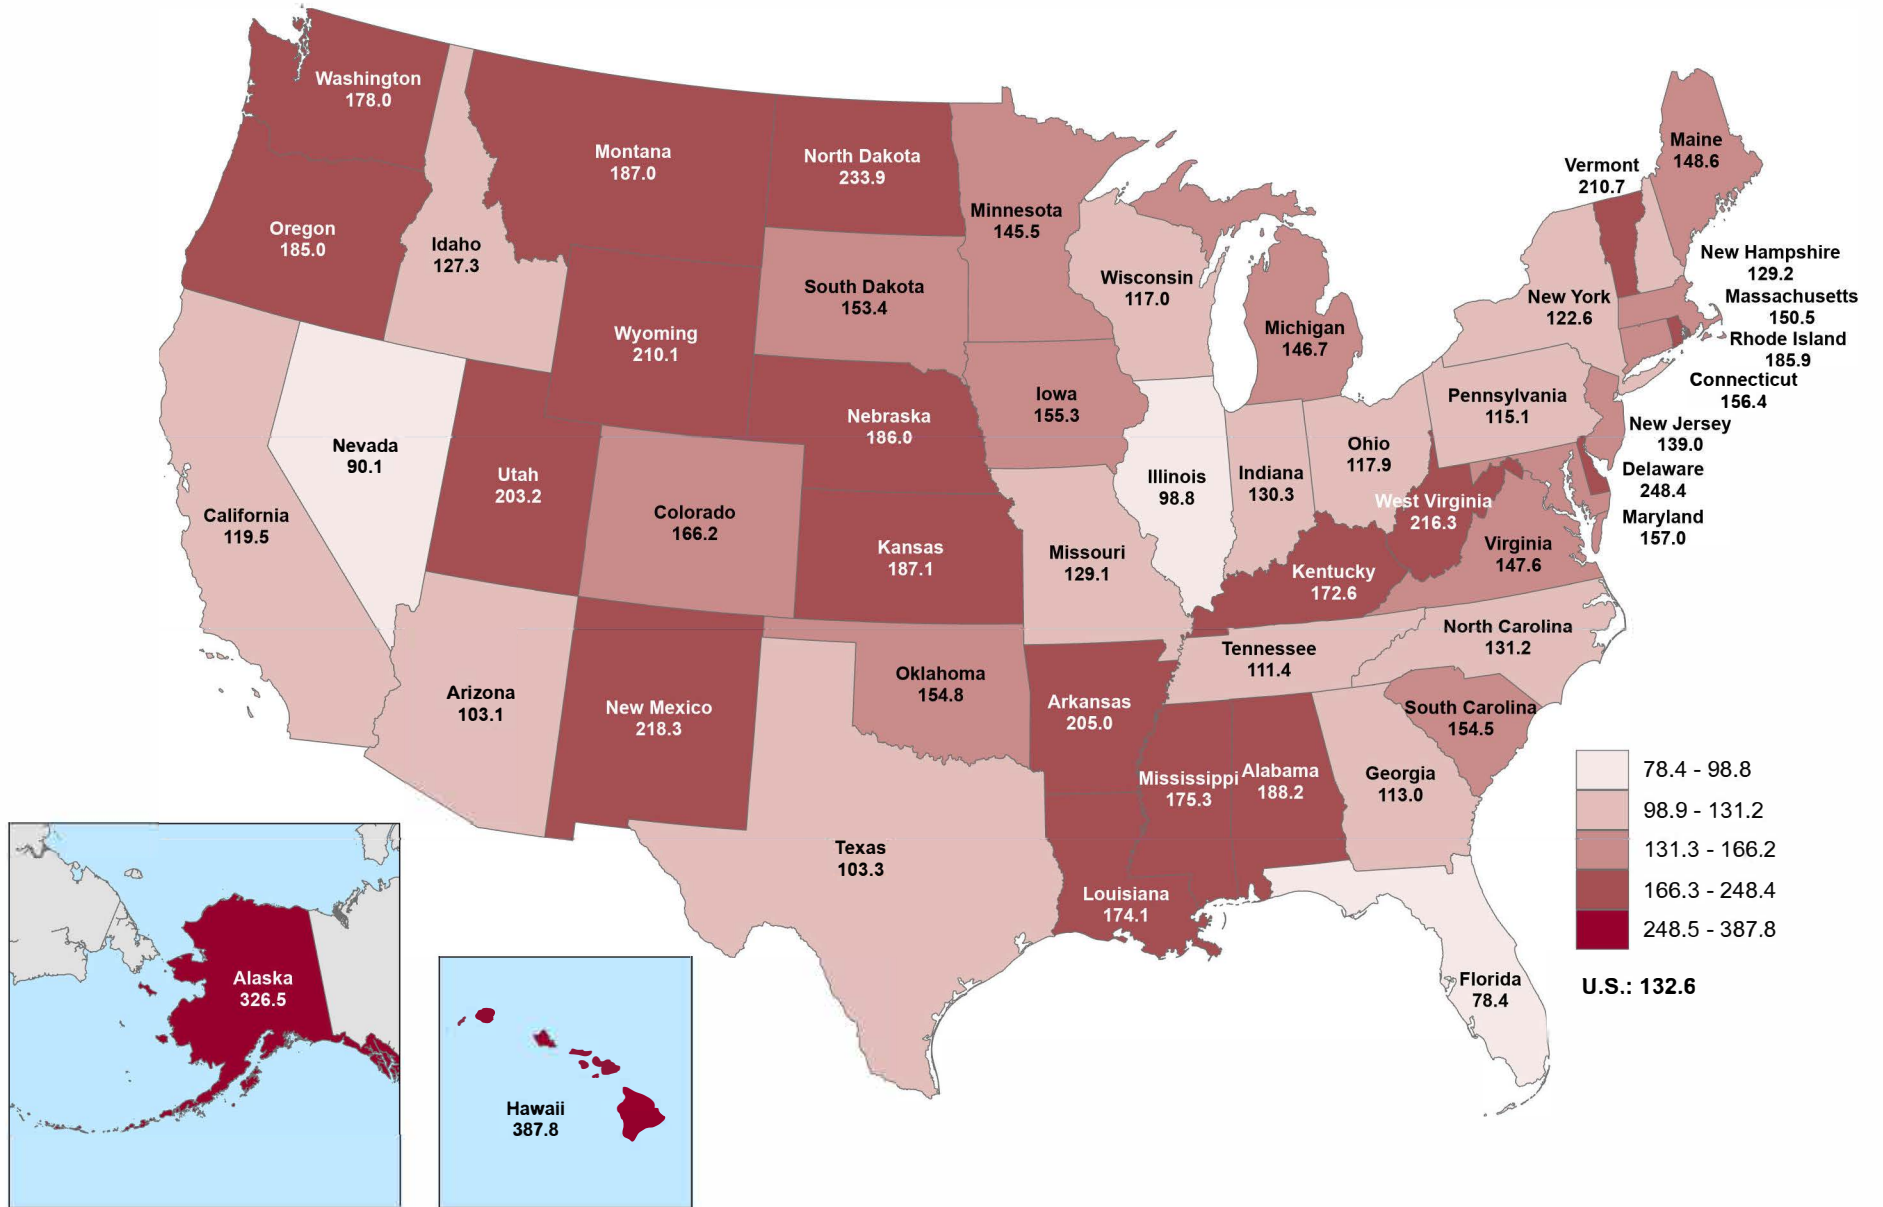 Washington
178.0
Montana
187.0
North Dakota
233.9
Minnesota
145.5
Maine
148.6
Vermont
210.7
Oregon
185.0
Idaho
127.3
Wisconsin
117.0
New Hampshire
129.2
South Dakota
153.4
New York
122.6
Massachusetts
150.5
Wyoming
210.1
Michigan
146.7
Rhode Island
185.9
Connecticut
156.4
Iowa
155.3
Pennsylvania
115.1
Nebraska
186.0
New Jersey
139.0
Nevada
90.1
Ohio
117.9
Utah
203.2
Illinois
98.8
Indiana
130.3
Delaware
248.4
West Virginia
216.3
California
119.5
Colorado
166.2
Maryland
157.0
Kansas
187.1
Missouri
129.1
Virginia
147.6
Kentucky
172.6
North Carolina
131.2
Tennessee
111.4
Arizona
103.1
New Mexico
218.3
Oklahoma
154.8
Arkansas
205.0
South Carolina
154.5
Mississippi
175.3
Alabama
188.2
Georgia
113.0
Texas
103.3
Louisiana
174.1
Florida
78.4
Alaska
326.5
Hawaii
387.8
78.4 - 98.8
98.9 - 131.2
131.3 - 166.2
166.3 - 248.4
248.5 - 387.8
U.S.: 132.6